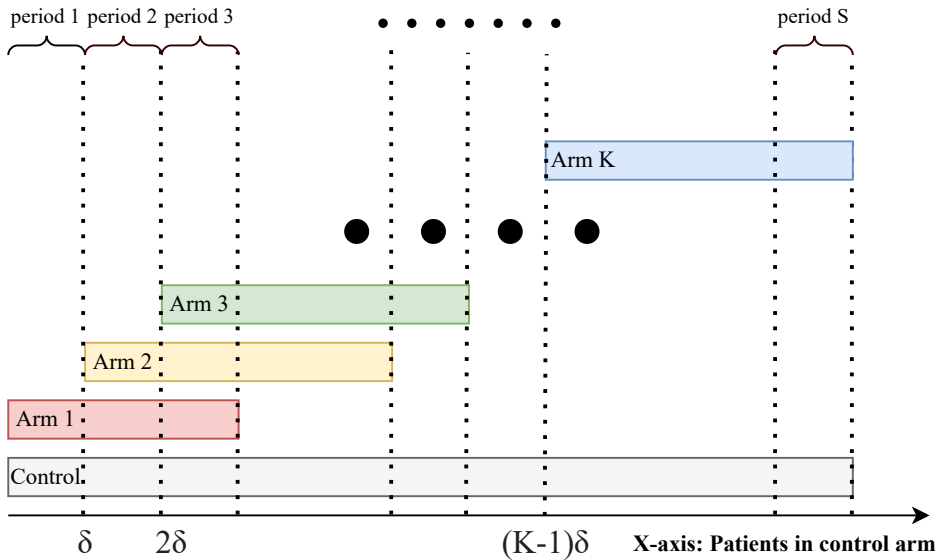 period 1 period 2 period 3
period S
Arm K
Arm 3
Arm 2
Arm 1
Control
δ 2δ (K-1)δ X-axis: Patients in control arm